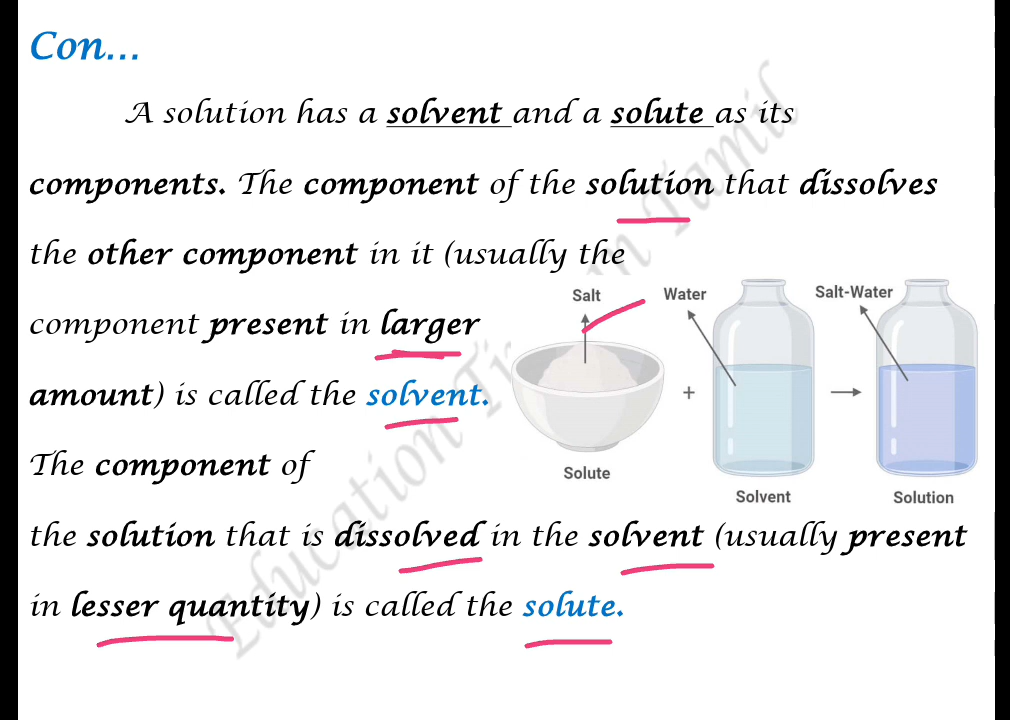 Con...
A solution has a solvent and a solute as its
components. The component of the solution that dissolves
the other component in it (usually the
component present in larger
amount) is called the solvent.
The component of
the solution that is dissolved in the solvent (usually present
in lesser quantity) is called the solute.
Salt
Water
Salt-Water
+
Solute
Solvent
Solution
Education Tamil